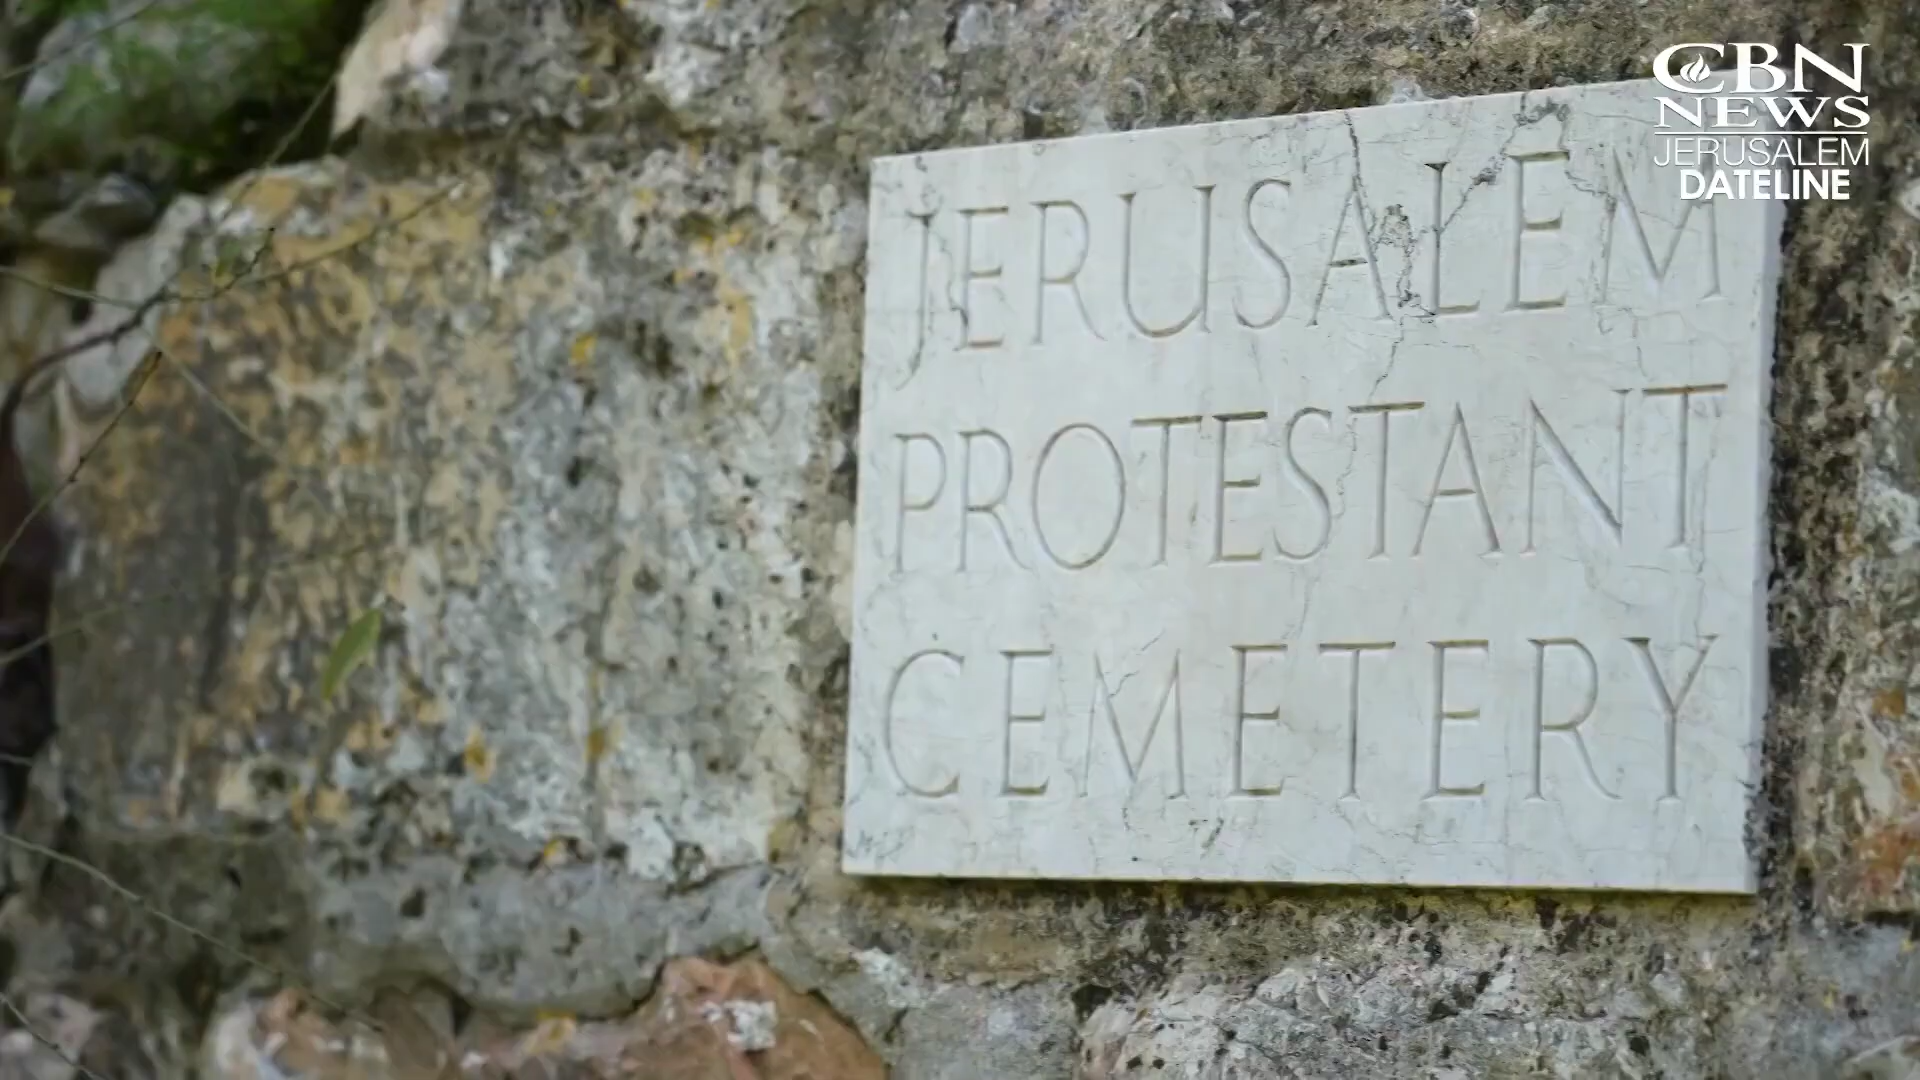 CBN
NEWS
JERUSALEM
DATELINE
JERUSALEM
PROTESTANT
CEMETERY